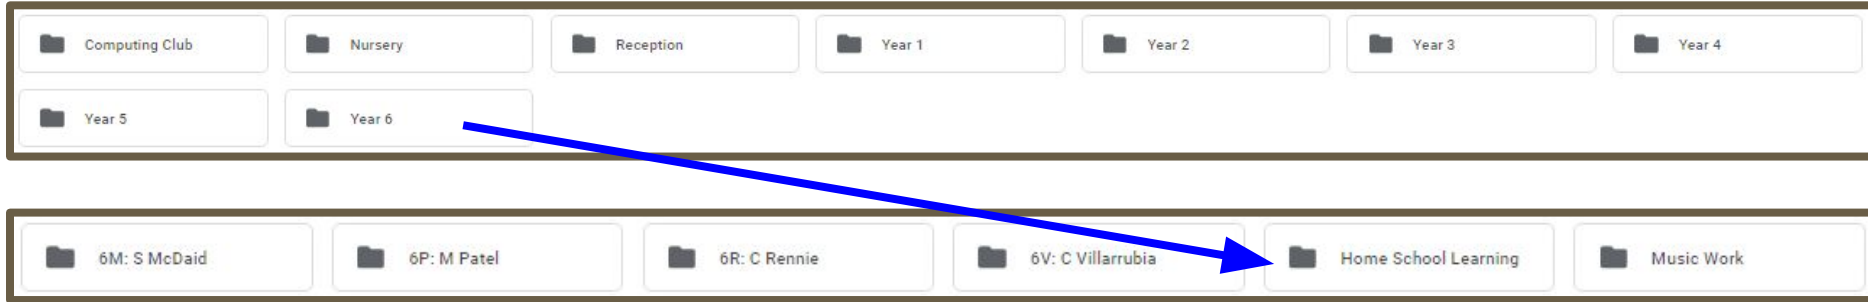 Computing Club Nursery Reception Year 1 Year 2 Year 3 Year 4
Year 5 Year 6
6M: S McDaid 6P: M Patel 6R: C Rennie 6V: C Villarrubia Home School Learning Music Work